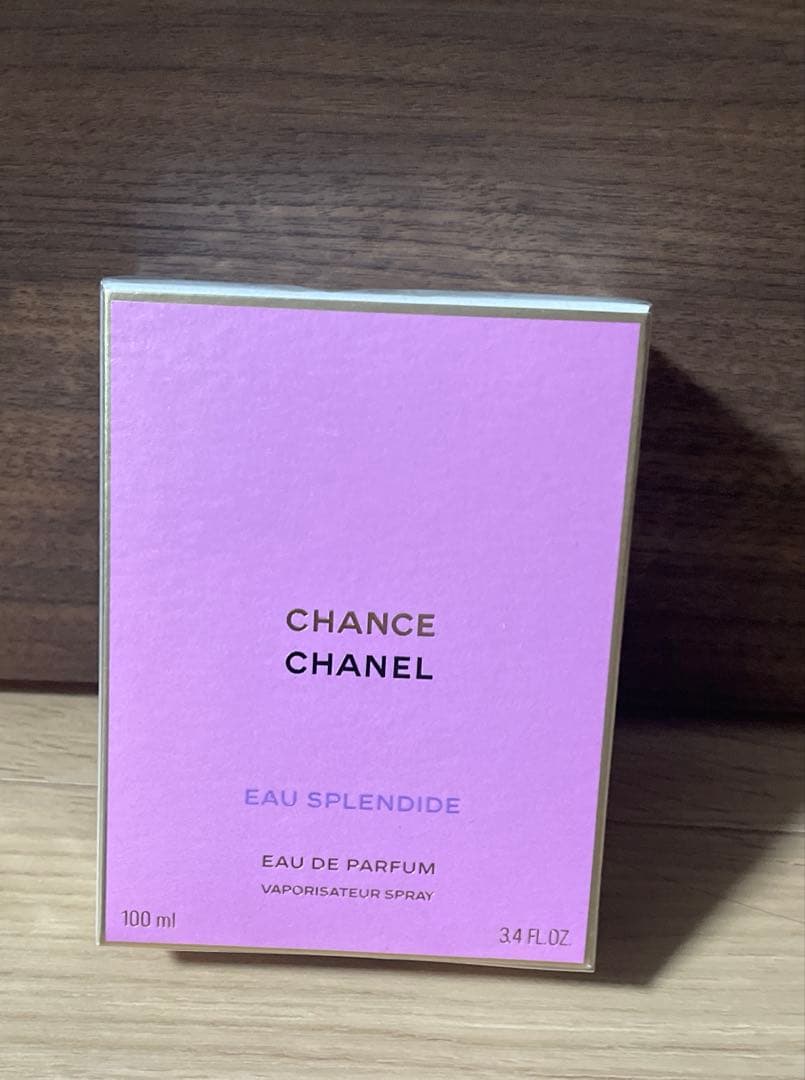 CHANCE
CHANEL
EAU SPLENDIDE
EAU DE PARFUM
VAPORISATEUR SPRAY
100 ml
3.4 FL.OZ.